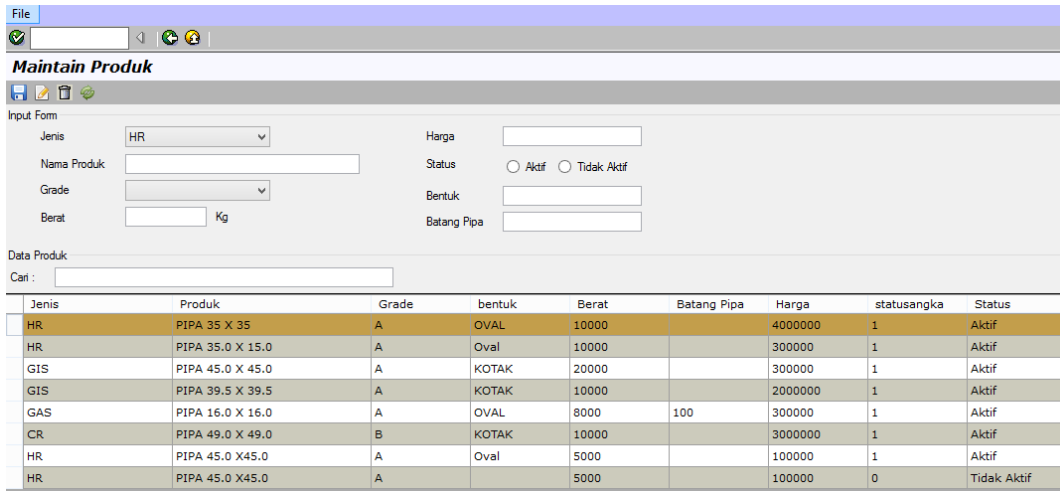 File
Maintain Produk
Input Form
Jenis HR Harga
Nama Produk Status Aktif Tidak Aktif
Grade Bentuk
Berat Kg Batang Pipa
Data Produk
Cari :
Jenis Produk Grade bentuk Berat Batang Pipa Harga statusangka Status
HR PIPA 35 X 35 A OVAL 10000 4000000 1 Aktif
HR PIPA 35.0 X 15.0 A Oval 10000 300000 1 Aktif
GIS PIPA 45.0 X 45.0 A KOTAK 20000 300000 1 Aktif
GIS PIPA 39.5 X 39.5 A KOTAK 10000 2000000 1 Aktif
GAS PIPA 16.0 X 16.0 A OVAL 8000 100 300000 1 Aktif
CR PIPA 49.0 X 49.0 B KOTAK 10000 3000000 1 Aktif
HR PIPA 45.0 X45.0 A Oval 5000 100000 1 Aktif
HR PIPA 45.0 X45.0 A 5000 100000 0 Tidak Aktif